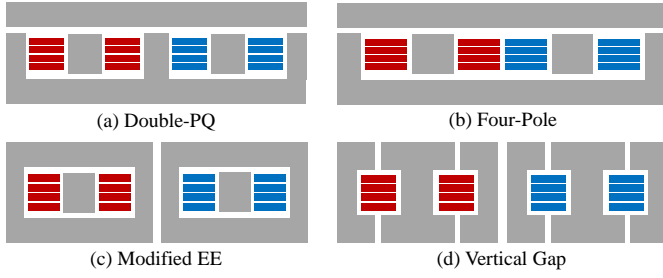 (a) Double-PQ
(b) Four-Pole
(c) Modified EE
(d) Vertical Gap